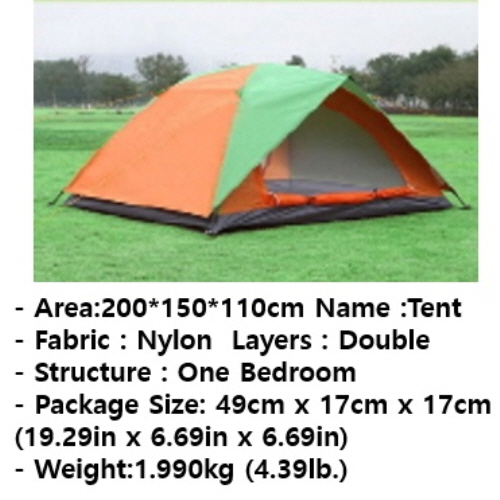 - Area:200*150*110cm Name :Tent
- Fabric : Nylon  Layers : Double
- Structure : One Bedroom
- Package Size: 49cm x 17cm x 17cm
(19.29in x 6.69in x 6.69in)
- Weight:1.990kg (4.39lb.)